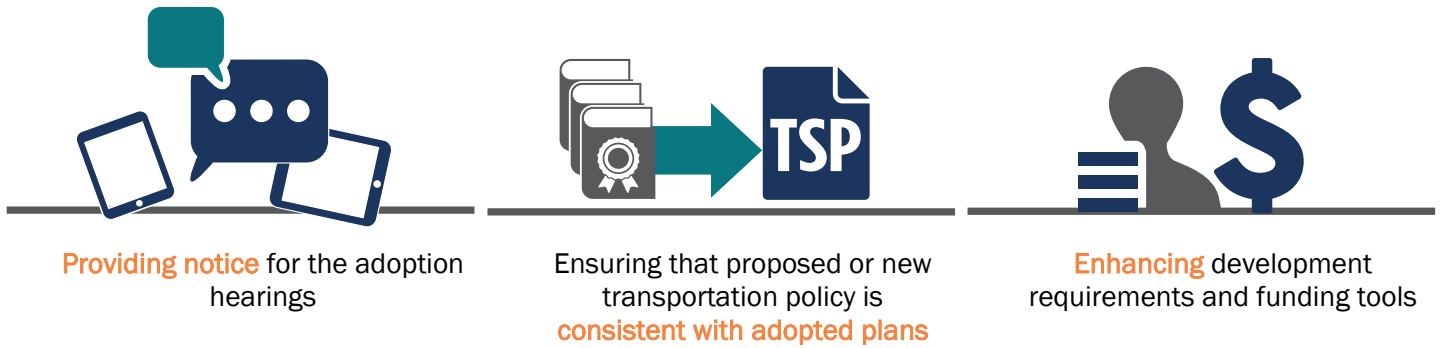 TSP
Providing notice for the adoption
hearings
Ensuring that proposed or new
transportation policy is
consistent with adopted plans
Enhancing development
requirements and funding tools